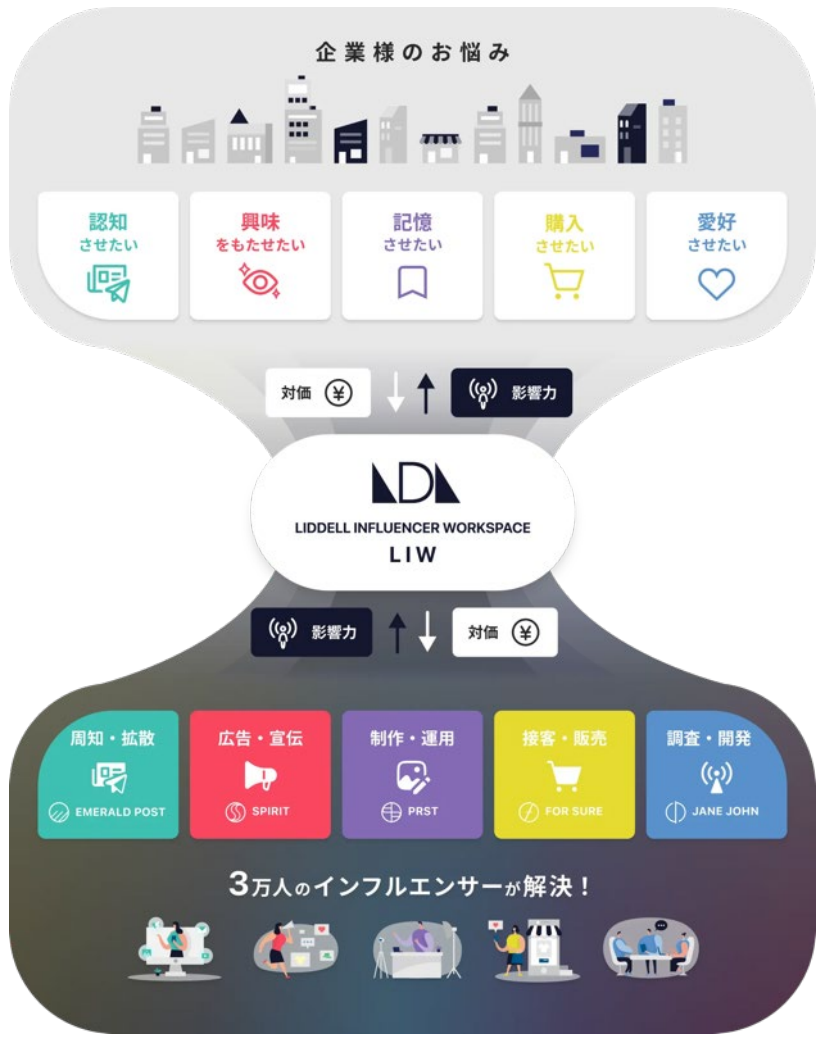 企業様のお悩み
認知
させたい
興味
をもたせたい
記憶
させたい
購入
させたい
愛好
させたい
対価 ¥
影響力
LIDDELL INFLUENCER WORKSPACE
LIW
影響力
対価 ¥
周知・拡散
EMERALD POST
広告・宣伝
SPIRIT
制作・運用
PRST
接客・販売
FOR SURE
調査・開発
JANE JOHN
3万人のインフルエンサーが解決！